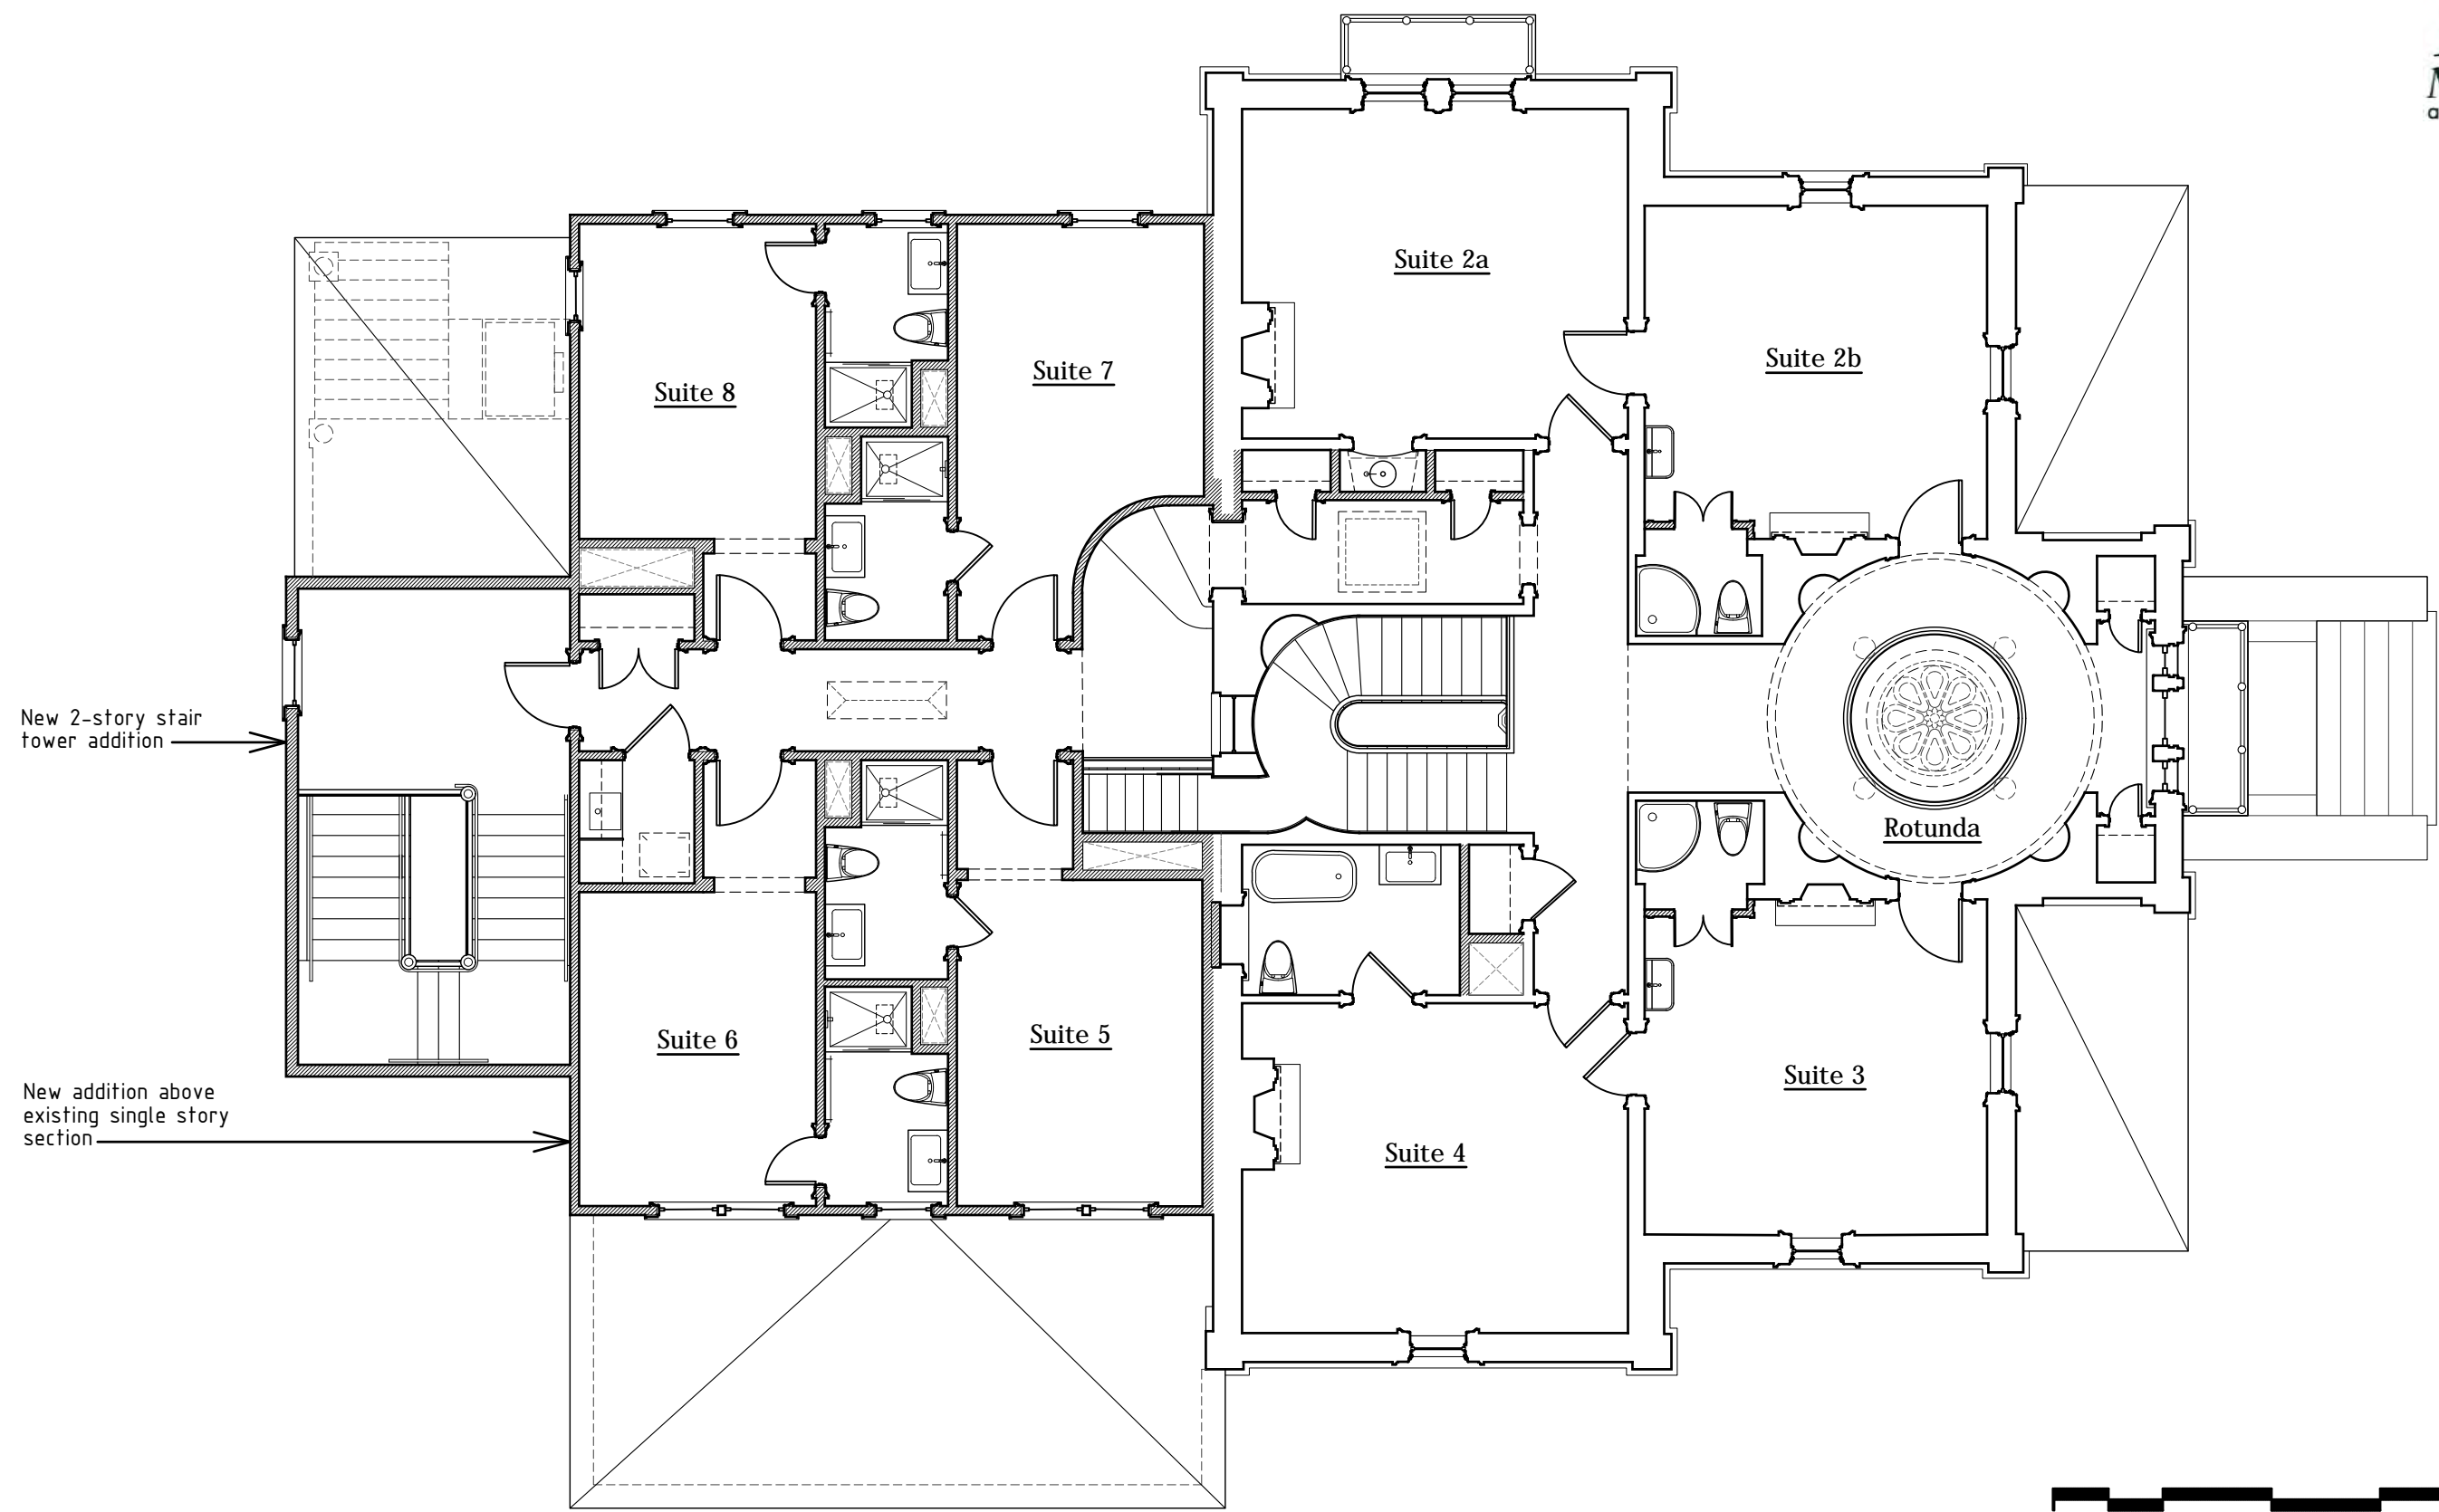 Suite 2a
Suite 2b
Suite 7
Suite 8
New 2-story stair
tower addition
Rotunda
Suite 6
Suite 5
Suite 3
New addition above
existing single story
section
Suite 4